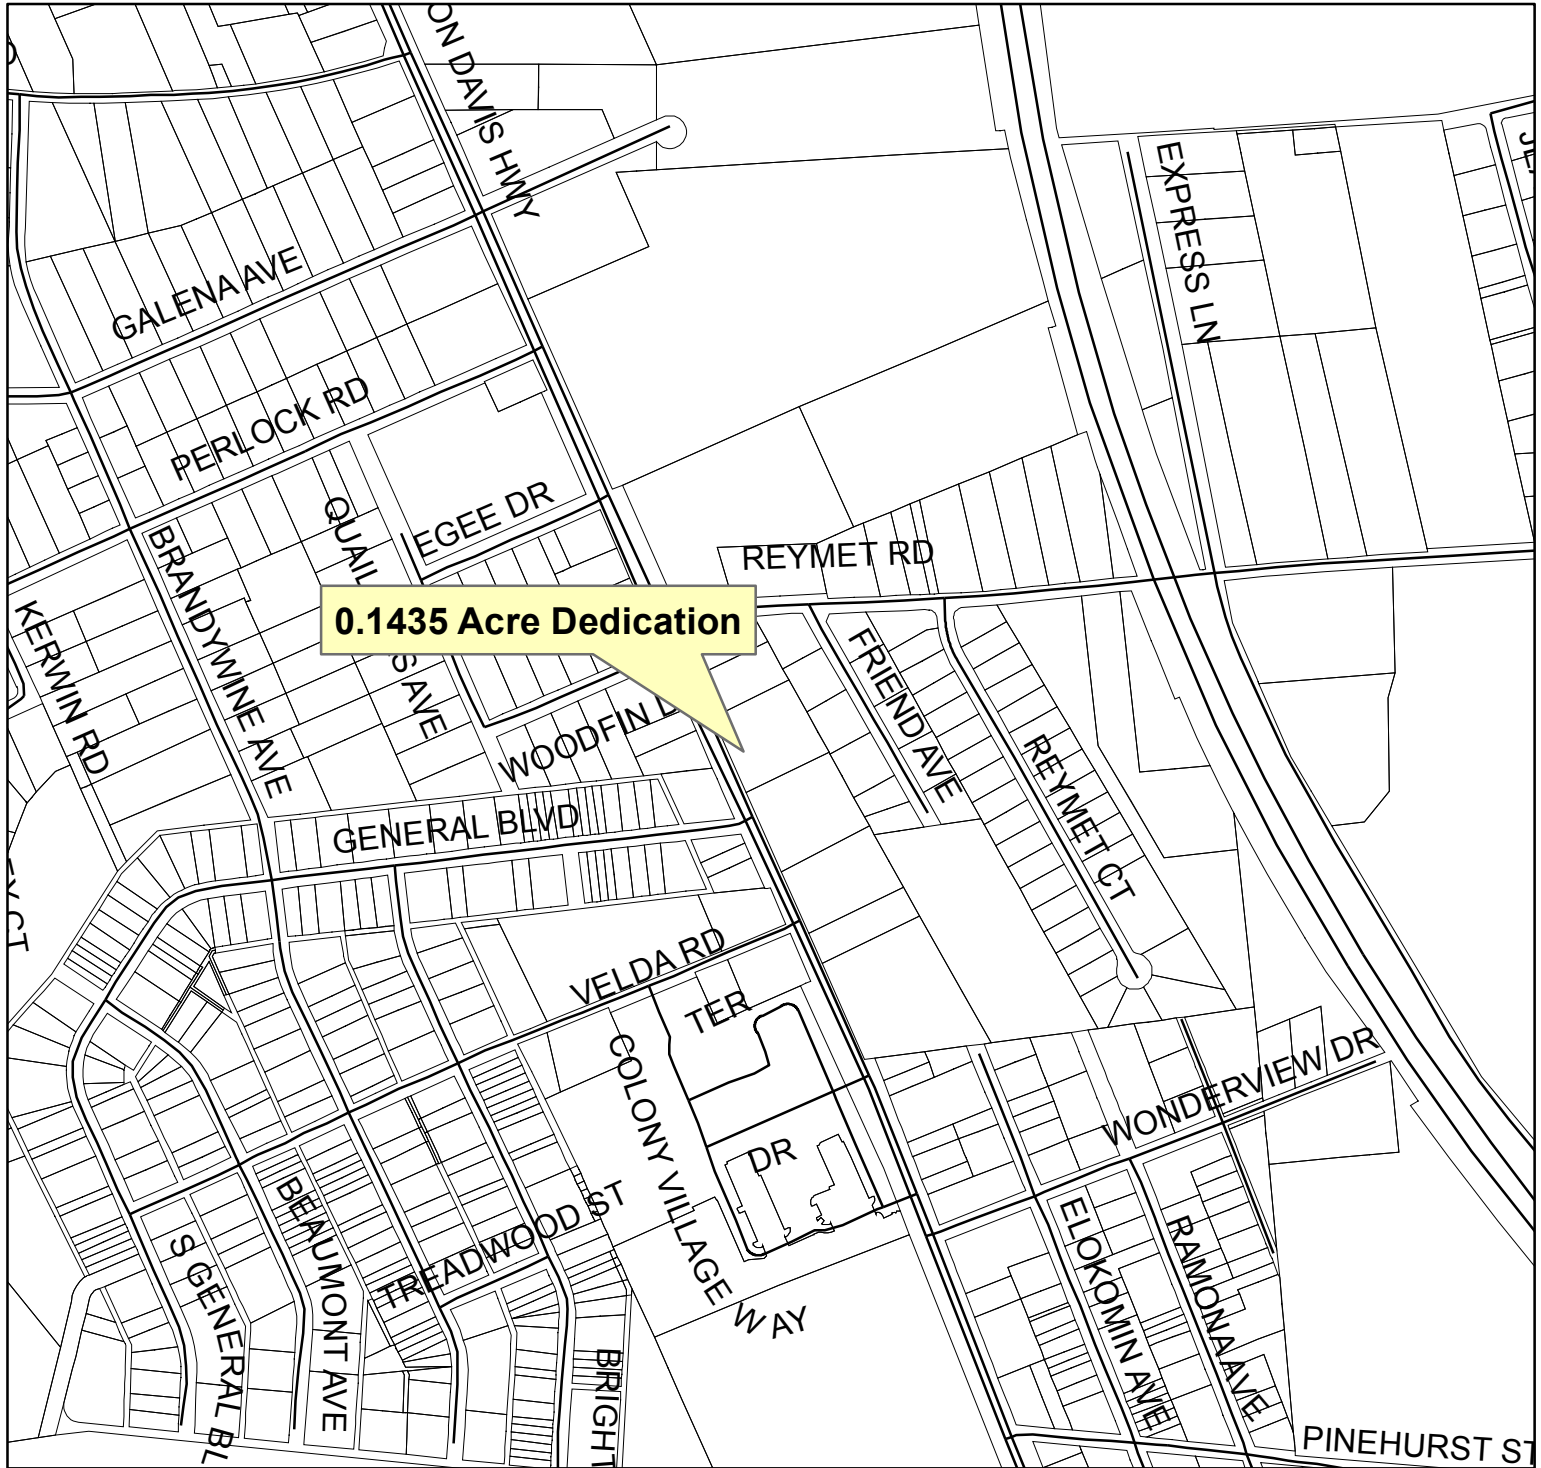 ON DAVIS HWY
EXPRESS LN
GALENA AVE
PERLOCK RD
EGEE DR
REYMET RD
0.1435 Acre Dedication
KERWIN RD
BRANDYWINE AVE
FRIEND AVE
WOODFIN
REYMET CT
GENERAL BLVD
VELDA RD
TER
COLONY VILLAGE WAY
DR
WONDERVIEW DR
TREADWOOD ST
BEAUMONT AVE
S GENERAL BL
ELOKOMIN AVE
RAMONA AVE
BRIGHT
PINEHURST ST